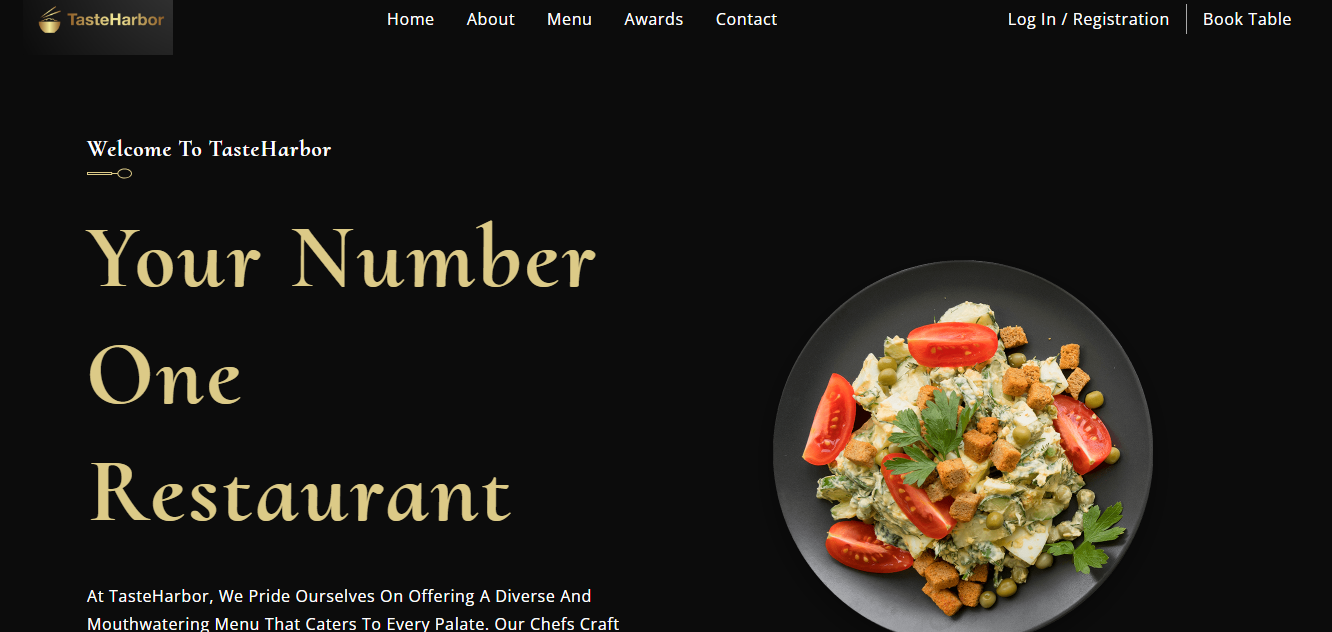 TasteHarbor
Home About Menu Awards Contact
Log In / Registration Book Table
Welcome To TasteHarbor
Your Number
One
Restaurant
At TasteHarbor, We Pride Ourselves On Offering A Diverse And
Mouthwatering Menu That Caters To Every Palate. Our Chefs Craft